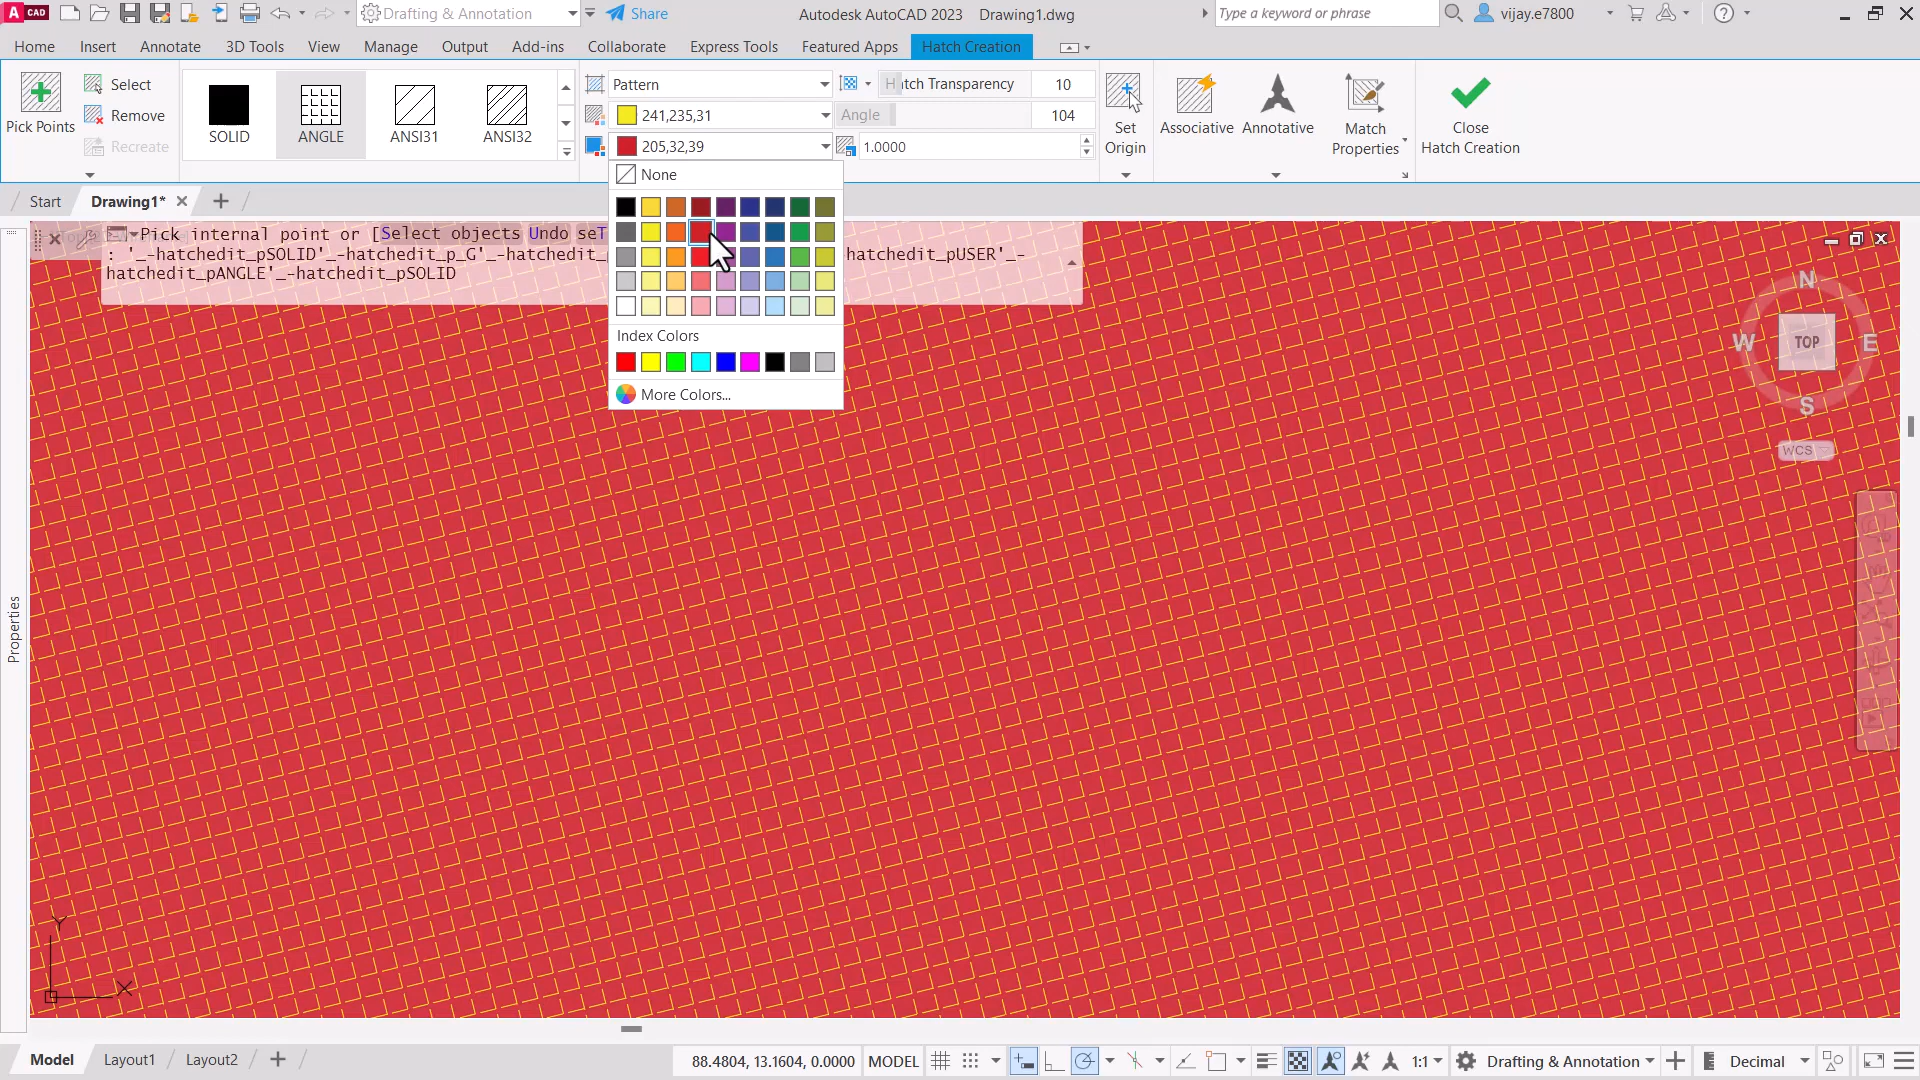 A CAD
Drafting & Annotation
Share
Autodesk AutoCAD 2023 Drawing1.dwg
Type a keyword or phrase
vijay.e7800
Home Insert Annotate 3D Tools View Manage Output Add-ins Collaborate Express Tools Featured Apps Hatch Creation
Pick Points
Select
Remove
Recreate
SOLID
ANGLE
ANSI31
ANSI32
Pattern
241,235,31
205,32,39
Hatch Transparency 10
Angle 104
1.0000
Set
Origin
Associative
Annotative
Match
Properties
Close
Hatch Creation
None
Index Colors
More Colors...
Start Drawing1*
Pick internal point or [Select objects Undo seT
: '_-hatchedit_pSOLID'_-hatchedit_p_G'_-hatchedit_p hatchedit_pUSER'_-
hatchedit_pANGLE'_-hatchedit_pSOLID
N
W TOP E
S
WCS
Properties
Y
X
Model Layout1 Layout2
88.4804, 13.1604, 0.0000 MODEL
1:1
Drafting & Annotation
Decimal